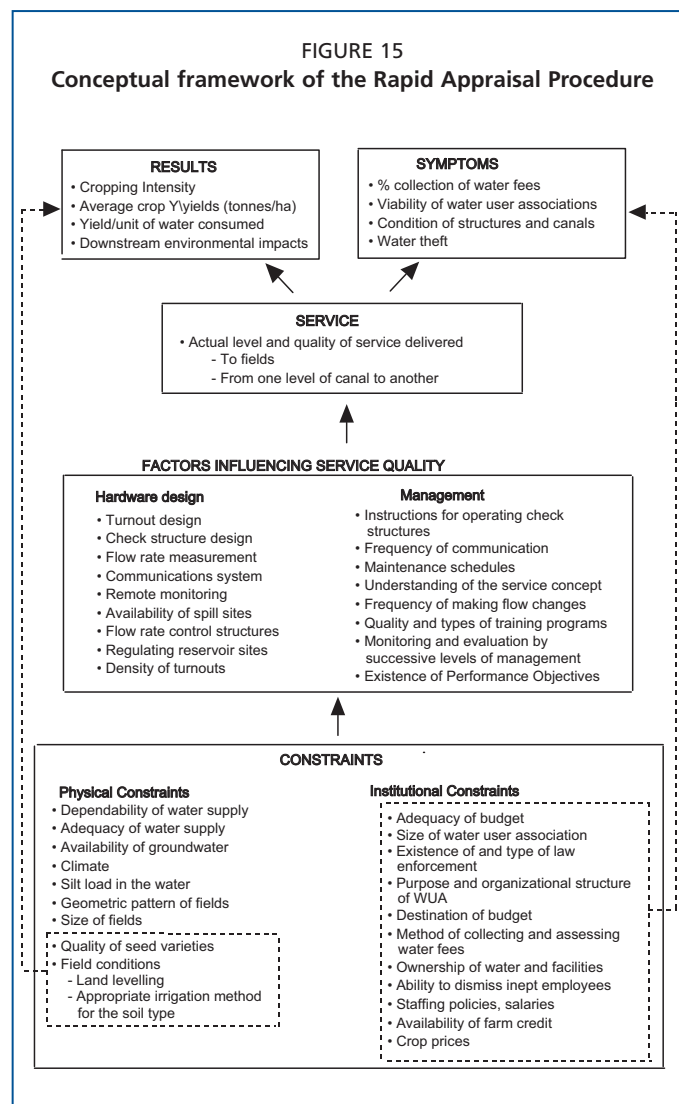 FIGURE 15
Conceptual framework of the Rapid Appraisal Procedure
RESULTS
• Cropping Intensity
• Average crop Y\yields (tonnes/ha)
• Yield/unit of water consumed
• Downstream environmental impacts
SYMPTOMS
• % collection of water fees
• Viability of water user associations
• Condition of structures and canals
• Water theft
SERVICE
• Actual level and quality of service delivered
- To fields
- From one level of canal to another
FACTORS INFLUENCING SERVICE QUALITY
Hardware design
• Turnout design
• Check structure design
• Flow rate measurement
• Communications system
• Remote monitoring
• Availability of spill sites
• Flow rate control structures
• Regulating reservoir sites
• Density of turnouts
Management
• Instructions for operating check
structures
• Frequency of communication
• Maintenance schedules
• Understanding of the service concept
• Frequency of making flow changes
• Quality and types of training programs
• Monitoring and evaluation by
successive levels of management
• Existence of Performance Objectives
CONSTRAINTS
Physical Constraints
• Dependability of water supply
• Adequacy of water supply
• Availability of groundwater
• Climate
• Silt load in the water
• Geometric pattern of fields
• Size of fields
• Quality of seed varieties
• Field conditions
- Land levelling
- Appropriate irrigation method
for the soil type
Institutional Constraints
• Adequacy of budget
• Size of water user association
• Existence of and type of law
enforcement
• Purpose and organizational structure
of WUA
• Destination of budget
• Method of collecting and assessing
water fees
• Ownership of water and facilities
• Ability to dismiss inept employees
• Staffing policies, salaries
• Availability of farm credit
• Crop prices